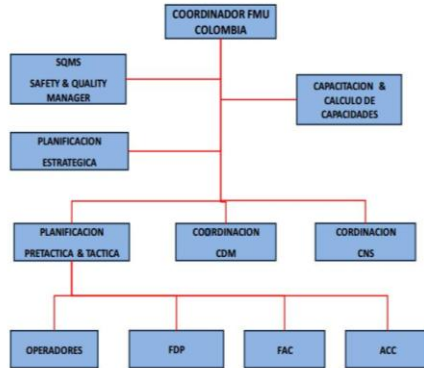 COORDINADOR FMU
COLOMBIA
SQMS
SAFETY & QUALITY
MANAGER
CAPACITACION &
CALCULO DE
CAPACIDADES
PLANIFICACION
ESTRATEGICA
PLANIFICACION
PRETACTICA & TACTICA
COORDINACION
CDM
CORDINACION
CNS
OPERADORES
FDP
FAC
ACC